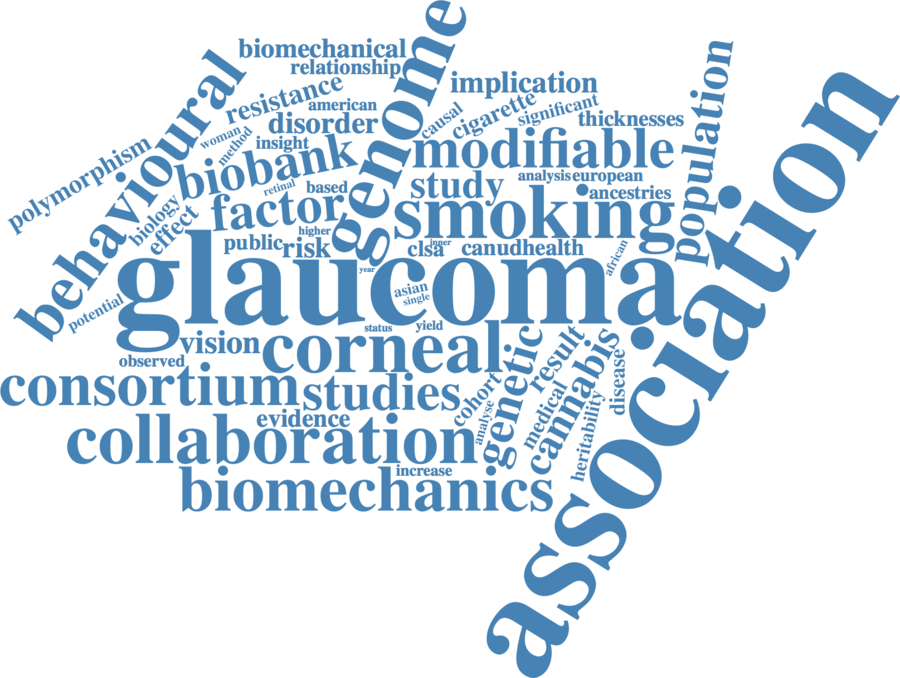 biomechanical
relationship
genome
implication
population
resistance
american
causal
cigarette
significant
thicknesses
disorder
woman
method
insight
behavioural
polymorphism
biobank
modifiable
analysis
european
retinal
based
study
ancestries
association
biology
effect
factor
smoking
higher
public
risk
clsa
inner
canudhealth
african
year
glaucoma
asian
single
potential
status
yield
vision
corneal
genetic
result
cannabis
observed
disease
consortium
studies
cohort
analyse
medical
heritability
evidence
collaboration
increase
biomechanics